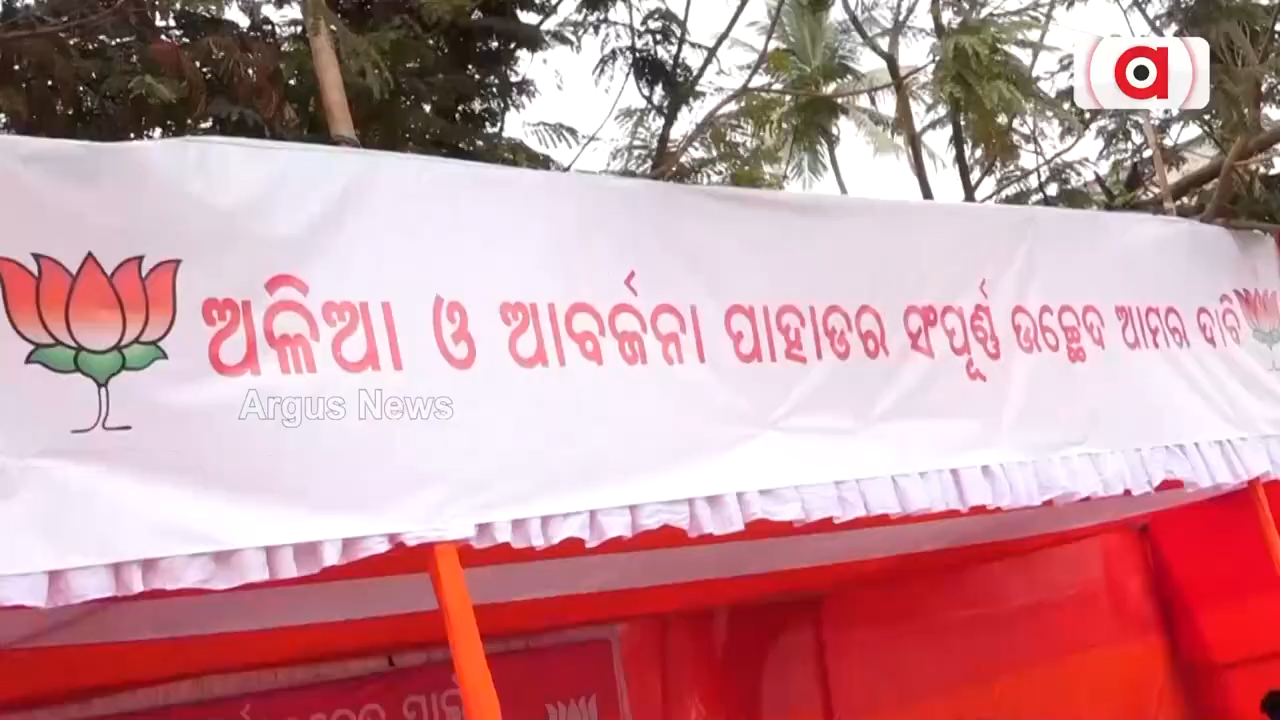 a
ଅଳିଆ ଓ ଆବର୍ଜନା ପାହାଡର ସଂପୂର୍ଣ୍ଣ ଉଚ୍ଛେଦ ଆମର ଦାବି
Argus News